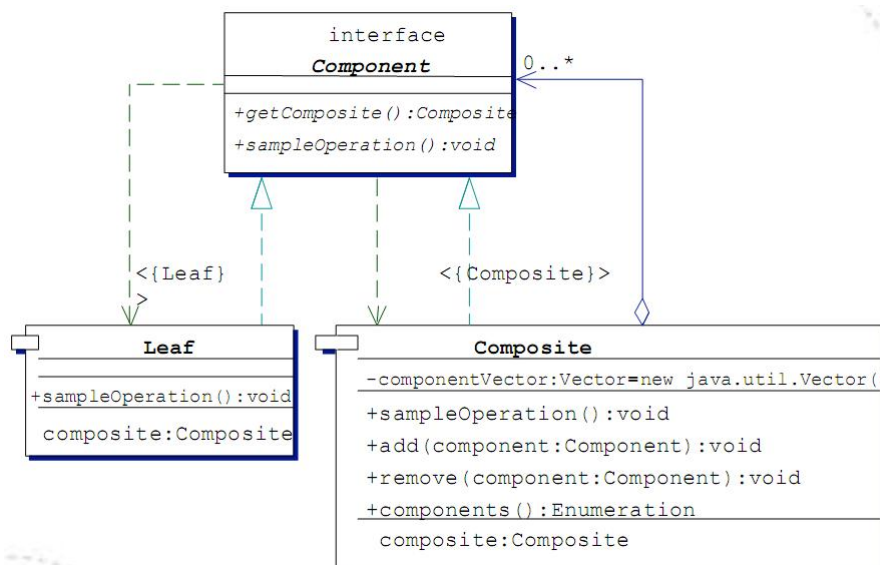 interface
Component
0..*
+getComposite():Composite
+sampleOperation():void
<{Leaf}
>
<{Composite}>
Leaf
+sampleOperation():void
composite:Composite
Composite
-componentVector:Vector=new java.util.Vector(
+sampleOperation():void
+add(component:Component):void
+remove(component:Component):void
+components():Enumeration
composite:Composite